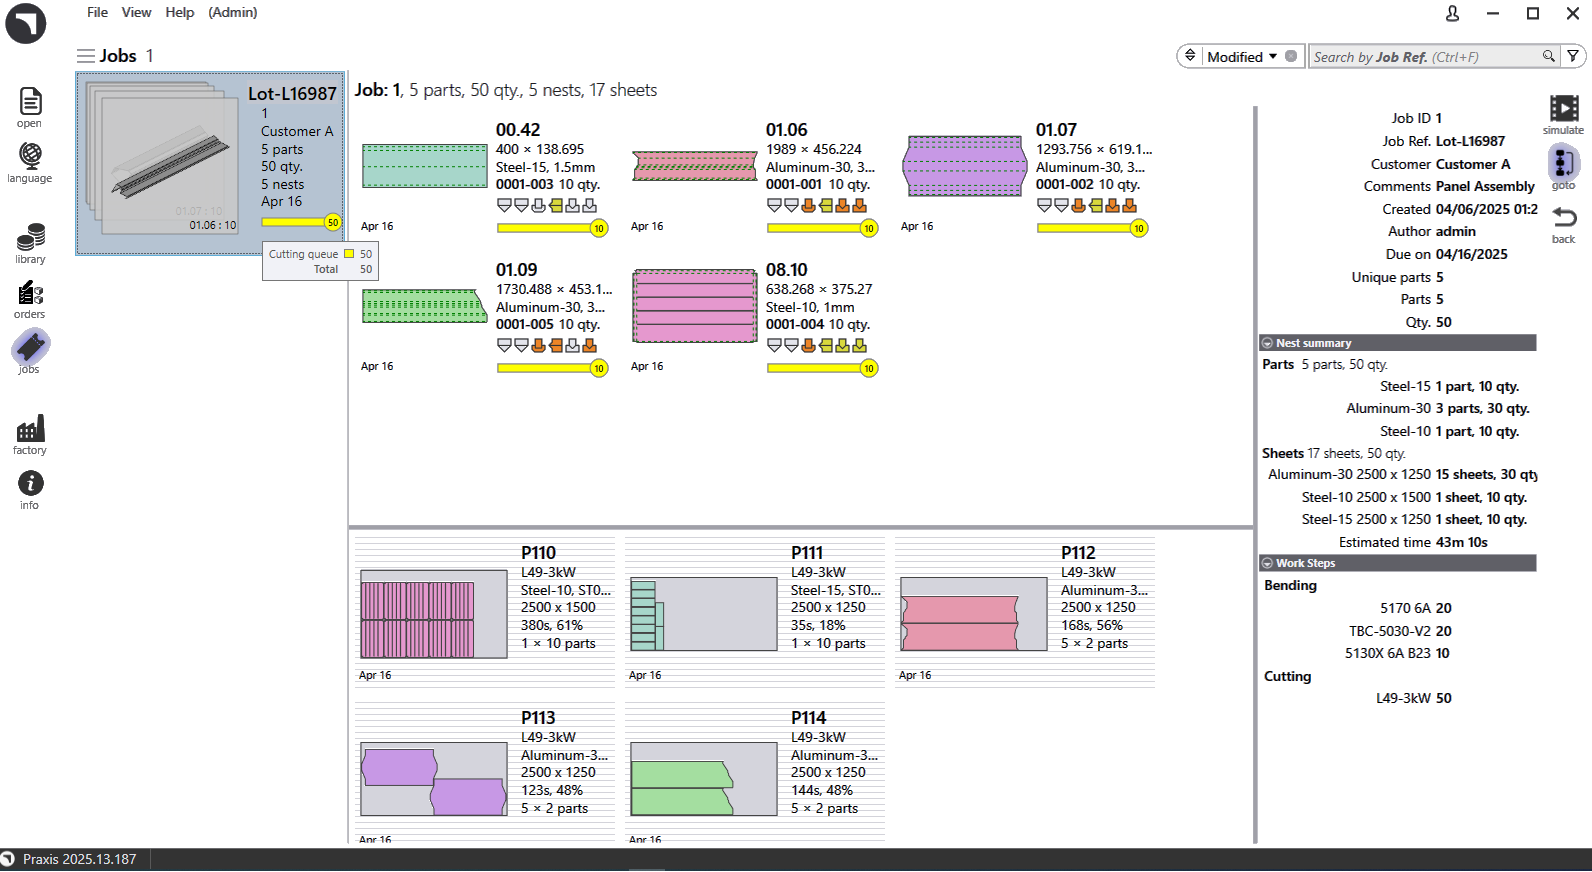 File View Help (Admin)
Jobs 1
Modified
Search by Job Ref. (Ctrl+F)
open
language
library
orders
jobs
factory
info
Lot-L16987
1
Customer A
5 parts
50 qty.
5 nests
Apr 16
50
01.07 : 10
01.06 : 10
Cutting queue 50
Total 50
Job: 1, 5 parts, 50 qty., 5 nests, 17 sheets
00.42
400 × 138.695
Steel-15, 1.5mm
0001-003 10 qty.
Apr 16
10
01.06
1989 × 456.224
Aluminum-30, 3...
0001-001 10 qty.
Apr 16
10
01.07
1293.756 × 619.1...
Aluminum-30, 3...
0001-002 10 qty.
Apr 16
10
01.09
1730.488 × 453.1...
Aluminum-30, 3...
0001-005 10 qty.
Apr 16
10
08.10
638.268 × 375.27
Steel-10, 1mm
0001-004 10 qty.
Apr 16
10
P110
L49-3kW
Steel-10, ST0...
2500 x 1500
380s, 61%
1 × 10 parts
Apr 16
P111
L49-3kW
Steel-15, ST0...
2500 x 1250
35s, 18%
1 × 10 parts
Apr 16
P112
L49-3kW
Aluminum-3...
2500 x 1250
168s, 56%
5 × 2 parts
Apr 16
P113
L49-3kW
Aluminum-3...
2500 x 1250
123s, 48%
5 × 2 parts
Apr 16
P114
L49-3kW
Aluminum-3...
2500 x 1250
144s, 48%
5 × 2 parts
Apr 16
Job ID 1
Job Ref. Lot-L16987
Customer Customer A
Comments Panel Assembly
Created 04/06/2025 01:2
Author admin
Due on 04/16/2025
Unique parts 5
Parts 5
Qty. 50
Nest summary
Parts 5 parts, 50 qty.
Steel-15 1 part, 10 qty.
Aluminum-30 3 parts, 30 qty.
Steel-10 1 part, 10 qty.
Sheets 17 sheets, 50 qty.
Aluminum-30 2500 x 1250 15 sheets, 30 qty
Steel-10 2500 x 1500 1 sheet, 10 qty.
Steel-15 2500 x 1250 1 sheet, 10 qty.
Estimated time 43m 10s
Work Steps
Bending
5170 6A 20
TBC-5030-V2 20
5130X 6A B23 10
Cutting
L49-3kW 50
simulate
goto
back
Praxis 2025.13.187